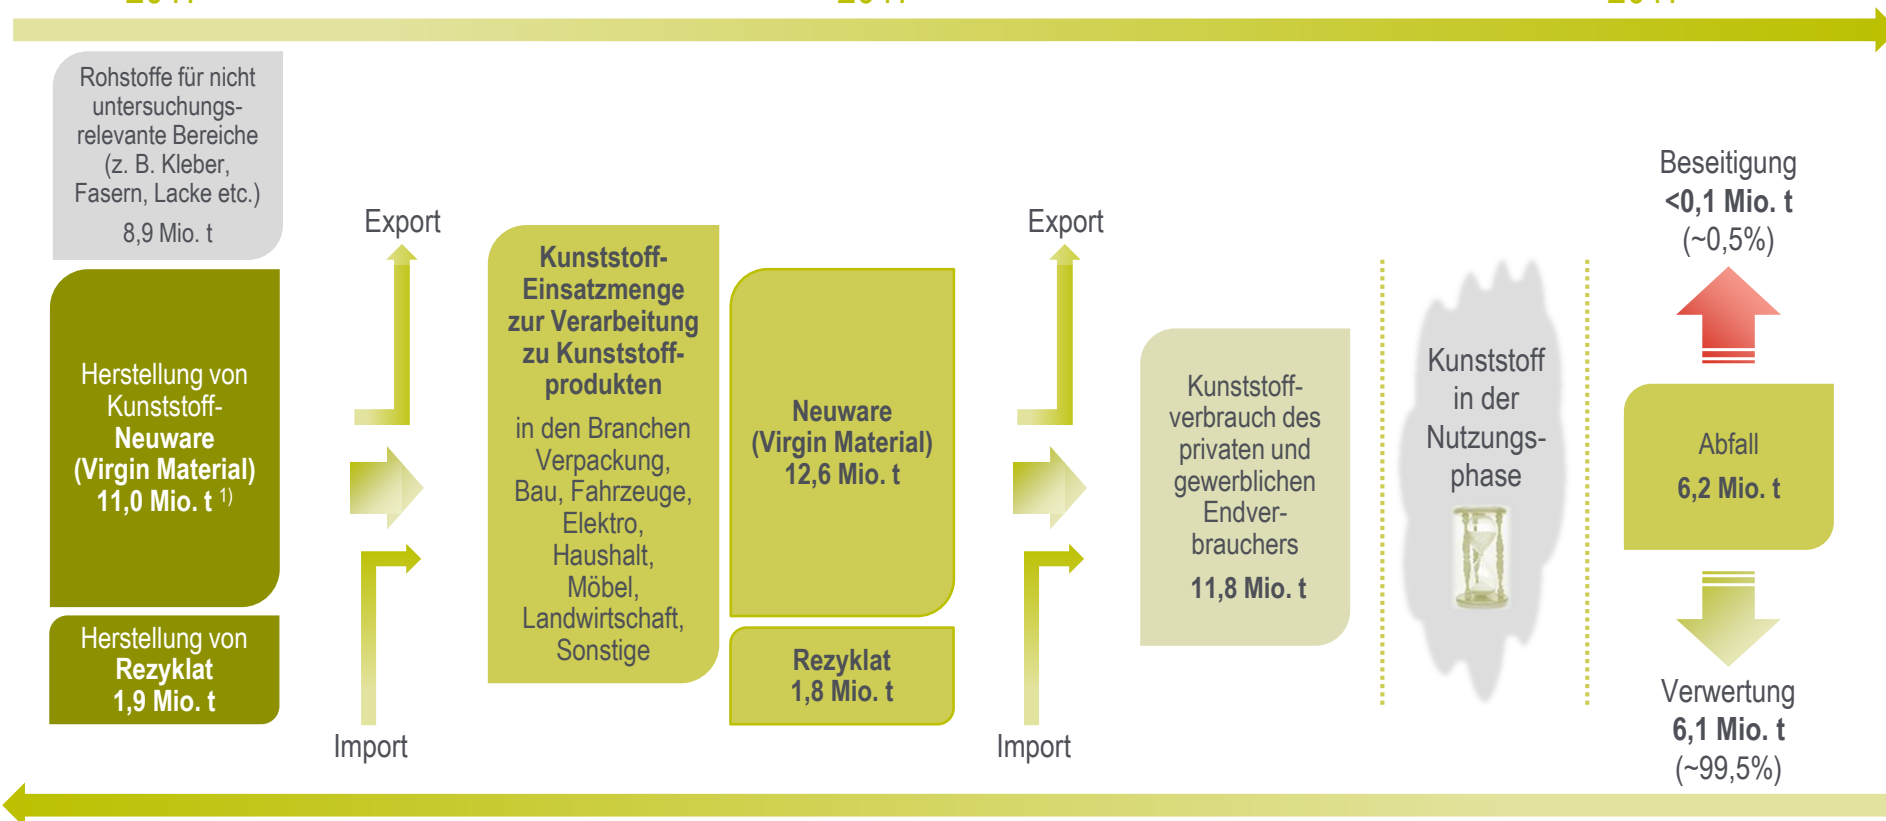 Rohstoffe für nicht
untersuchungs-
relevante Bereiche
(z. B. Kleber,
Fasern, Lacke etc.)
8,9 Mio. t
Herstellung von
Kunststoff-
Neuware
(Virgin Material)
11,0 Mio. t 1)
Herstellung von
Rezyklat
1,9 Mio. t
Export
Import
Kunststoff-
Einsatzmenge
zur Verarbeitung
zu Kunststoff-
produkten
in den Branchen
Verpackung,
Bau, Fahrzeuge,
Elektro,
Haushalt,
Möbel,
Landwirtschaft,
Sonstige
Neuware
(Virgin Material)
12,6 Mio. t
Rezyklat
1,8 Mio. t
Export
Import
Kunststoff-
verbrauch des
privaten und
gewerblichen
Endver-
brauchers
11,8 Mio. t
Kunststoff
in der
Nutzungs-
phase
Beseitigung
<0,1 Mio. t
(~0,5%)
Abfall
6,2 Mio. t
Verwertung
6,1 Mio. t
(~99,5%)